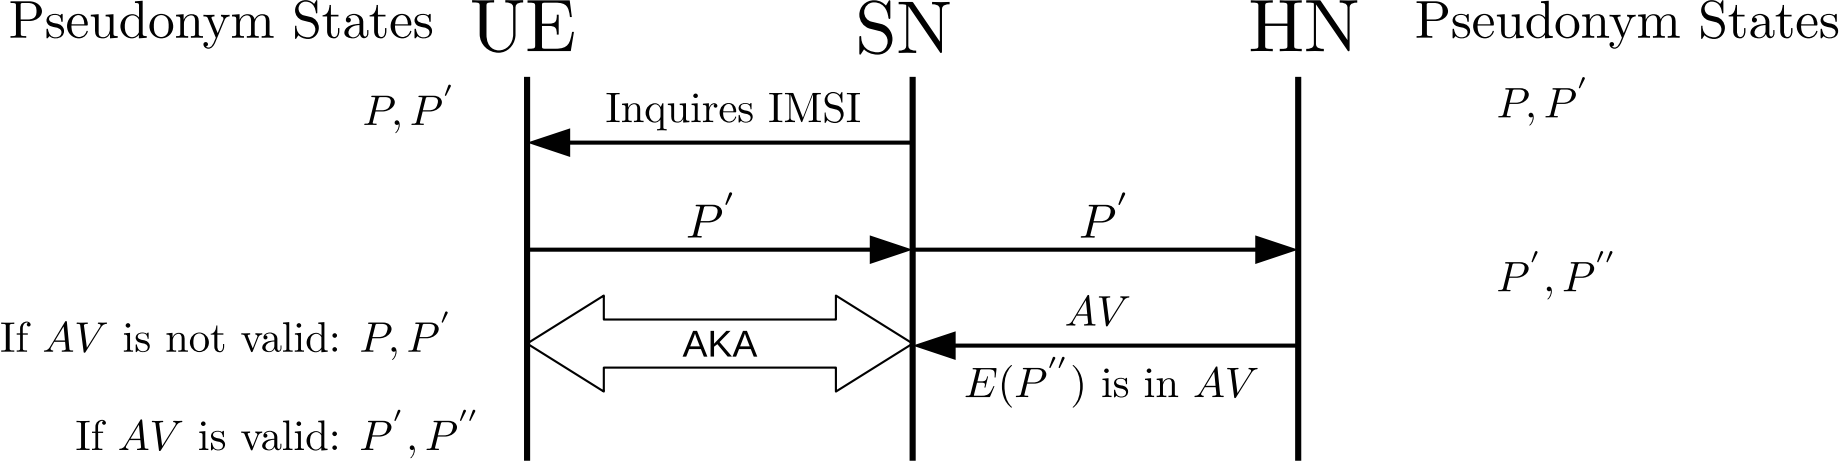 Pseudonym States UE SN HN Pseudonym States
P, P′ Inquires IMSI P, P′
P′ P′
P′, P′′
If AV is not valid: P, P′ AKA AV
E(P′′) is in AV
If AV is valid: P′, P′′